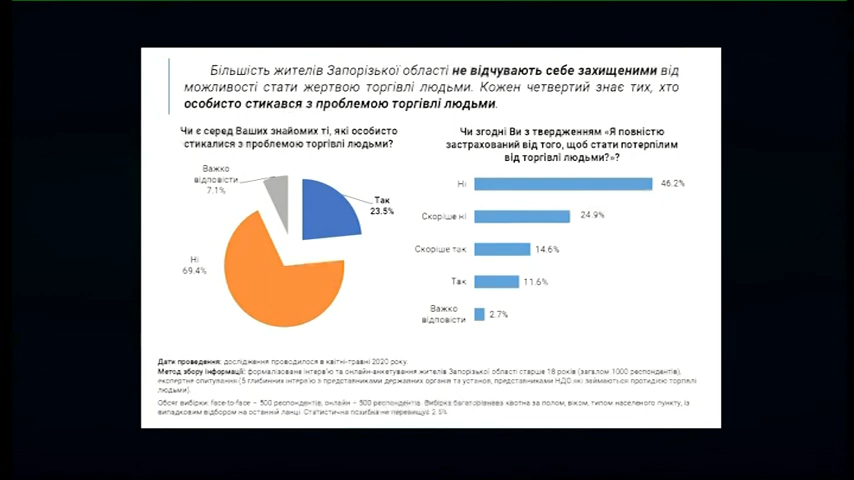 Більшість жителів Запорізької області не відчувають себе захищеними від
можливості стати жертвою торгівлі людьми. Кожен четвертий знає тих, хто
особисто стикався з проблемою торгівлі людьми.
Чи є серед Ваших знайомих ті, які особисто
стикалися з проблемою торгівлі людьми?
Важко
відповісти
7.1%
Так
23.5%
Ні
69.4%
Чи згодні Ви з твердженням «Я повністю
застрахований від того, щоб стати потерпілим
від торгівлі людьми?»?
Ні 46.2%
Скоріше ні 24.9%
Скоріше так 14.6%
Так 11.6%
Важко
відповісти 2.7%
Дати проведення: дослідження проводилося в квітні-травні 2020 року.
Метод збору інформації: формалізоване інтерв'ю та онлайн-анкетування жителів Запорізької області старше 18 років (загалом 1000 респондентів),
експертне опитування (5 глибинних інтерв'ю з представниками державних органів та установ, представниками НДО які займаються протидією торгівлі
людьми).
Обсяг вибірки: face-to-face – 500 респондентів, онлайн – 500 респондентів. Вибірка багаторівнева квотна за полом, віком, типом населеного пункту, із
випадковим відбором на останній ланці. Статистична похибка не перевищує 2.5%